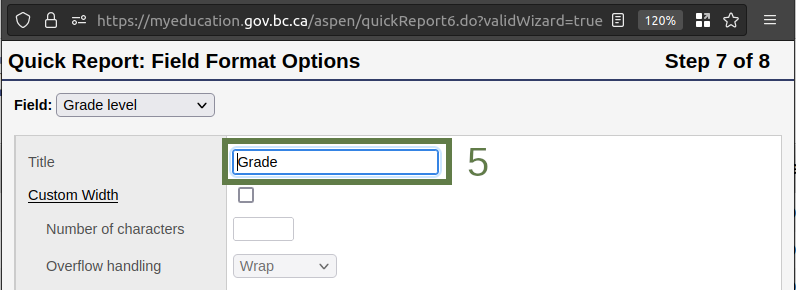 https://myeducation.gov.bc.ca/aspen/quickReport6.do?validWizard=true 120%
Quick Report: Field Format Options Step 7 of 8
Field: Grade level
Title Grade 5
Custom Width
Number of characters
Overflow handling Wrap